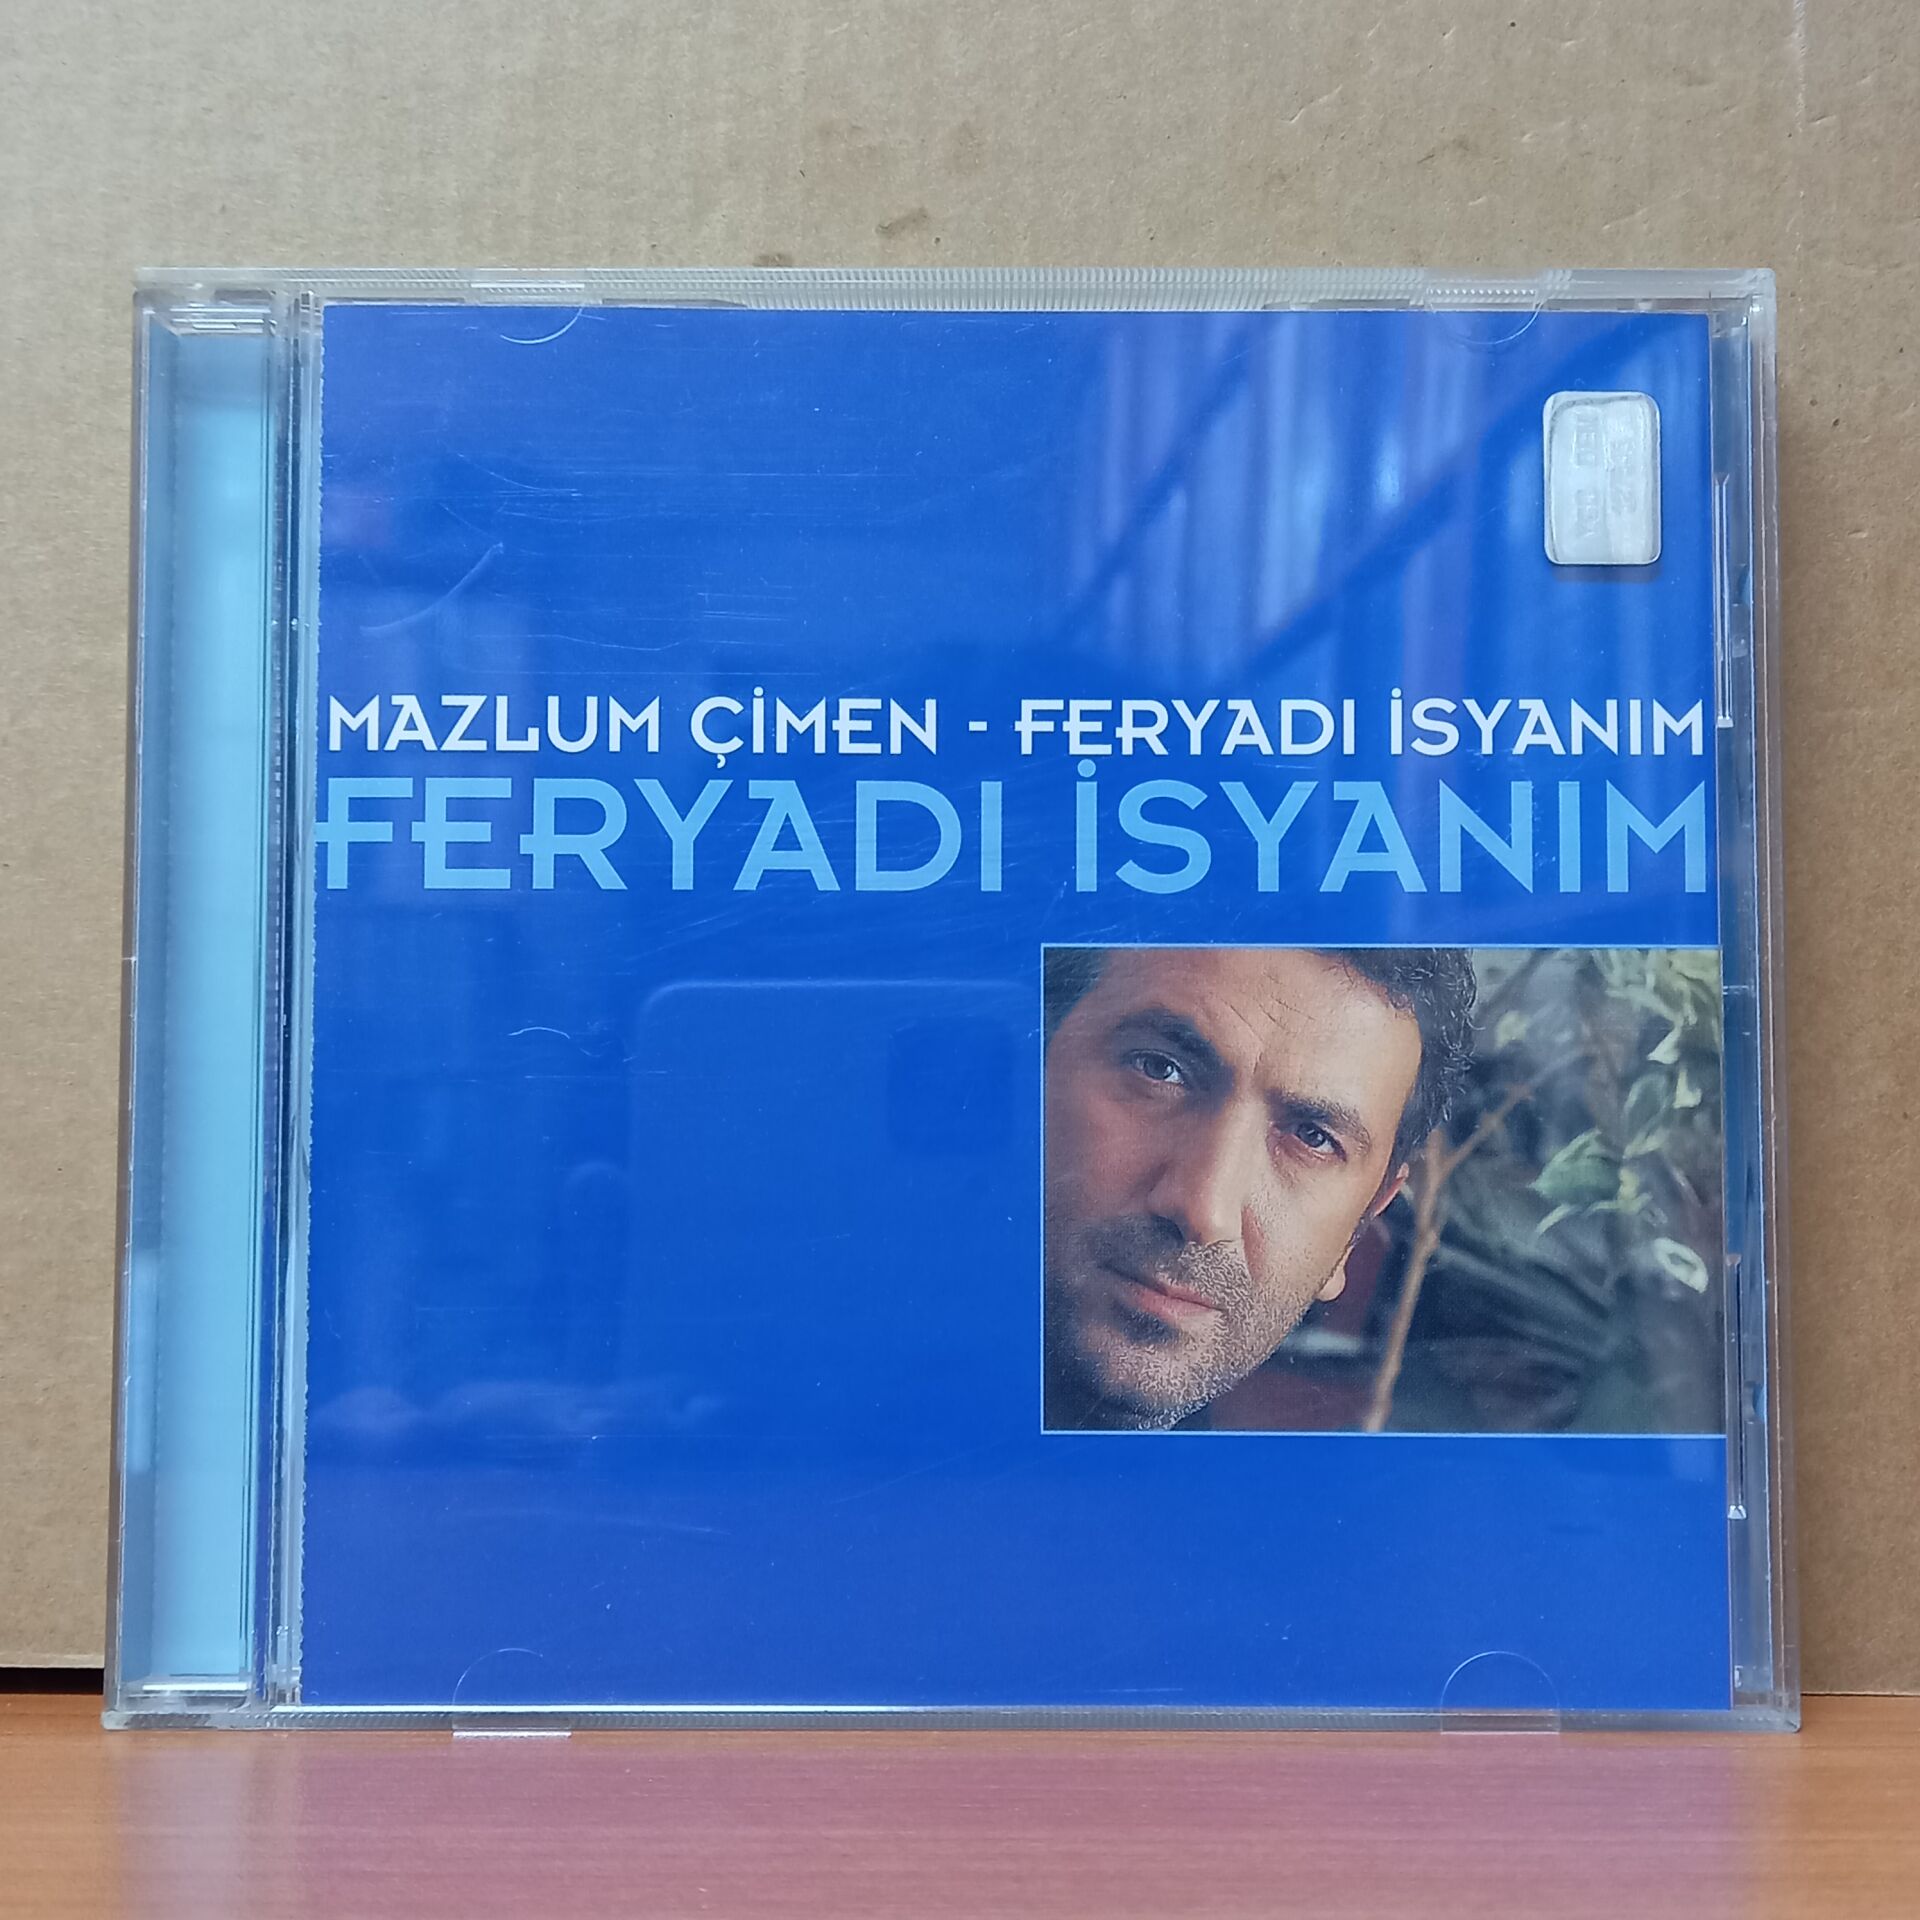 MAZLUM ÇİMEN - FERYADI İSYANIM
FERYADI İSYANIM